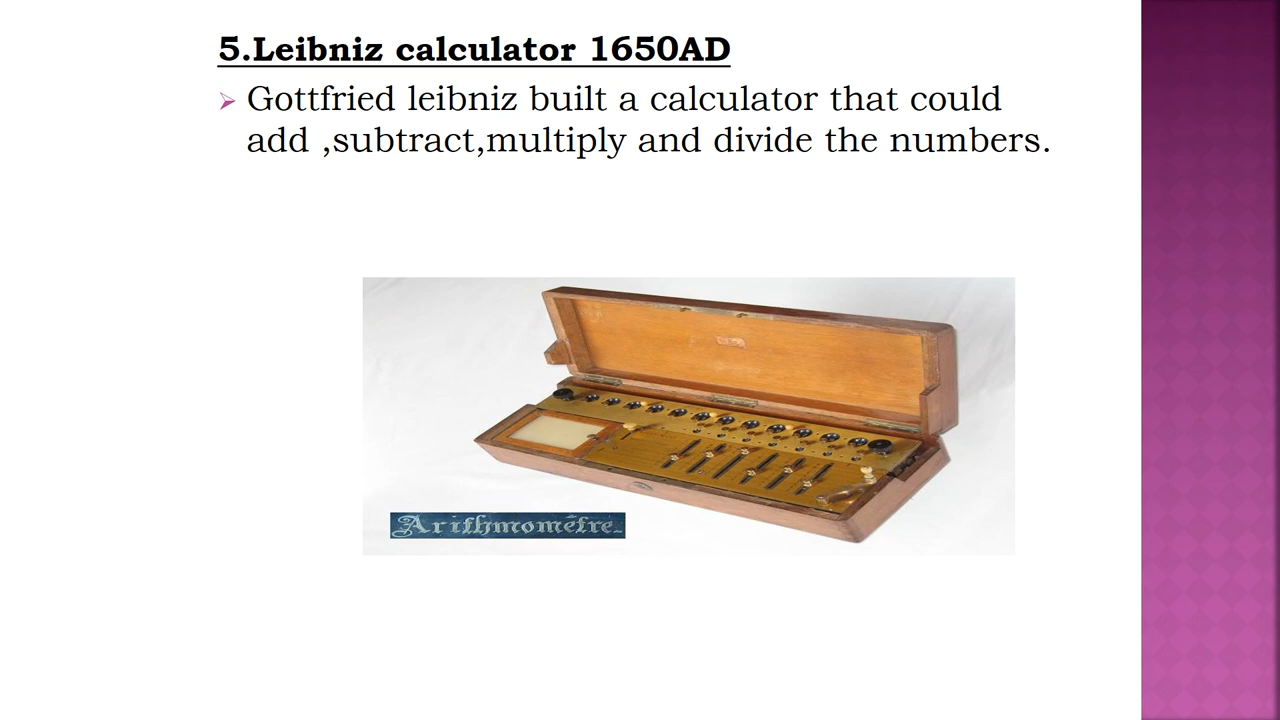 5.Leibniz calculator 1650AD
Gottfried leibniz built a calculator that could
add ,subtract,multiply and divide the numbers.
Arithmomètre